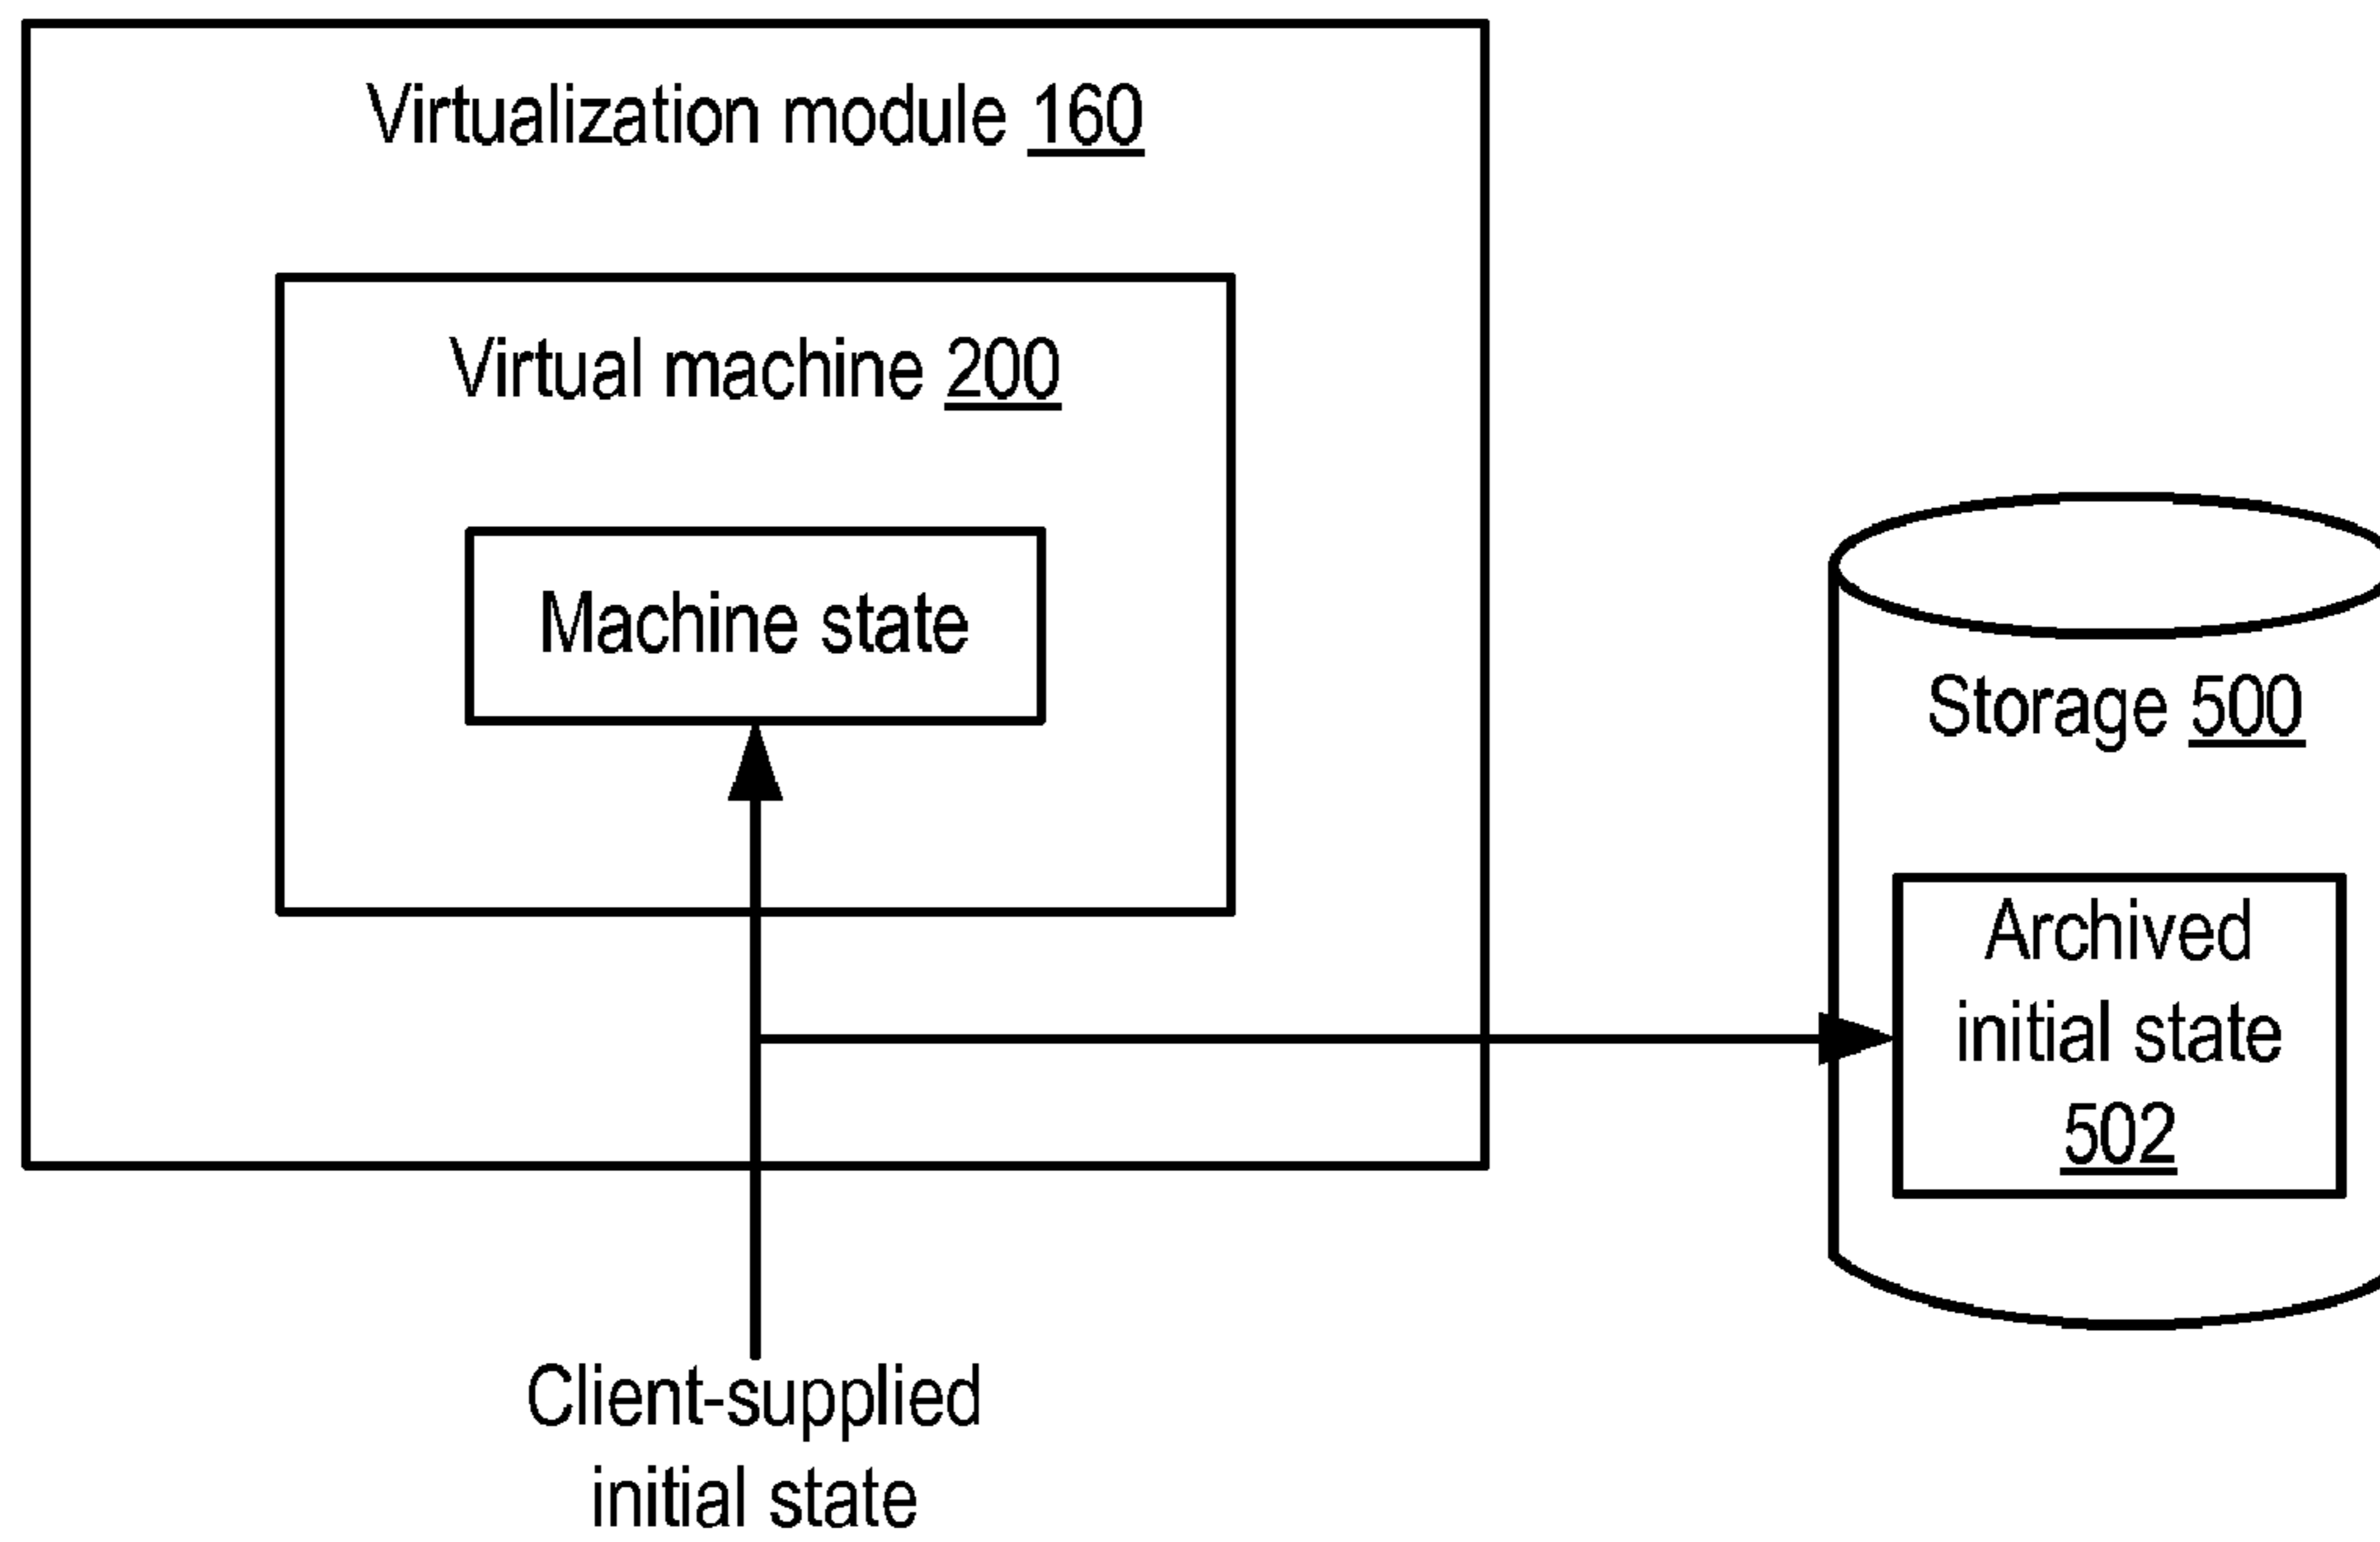 Virtualization module 160
Virtual machine 200
Machine state
Storage 500
Archived
initial state
502
Client-supplied
initial state